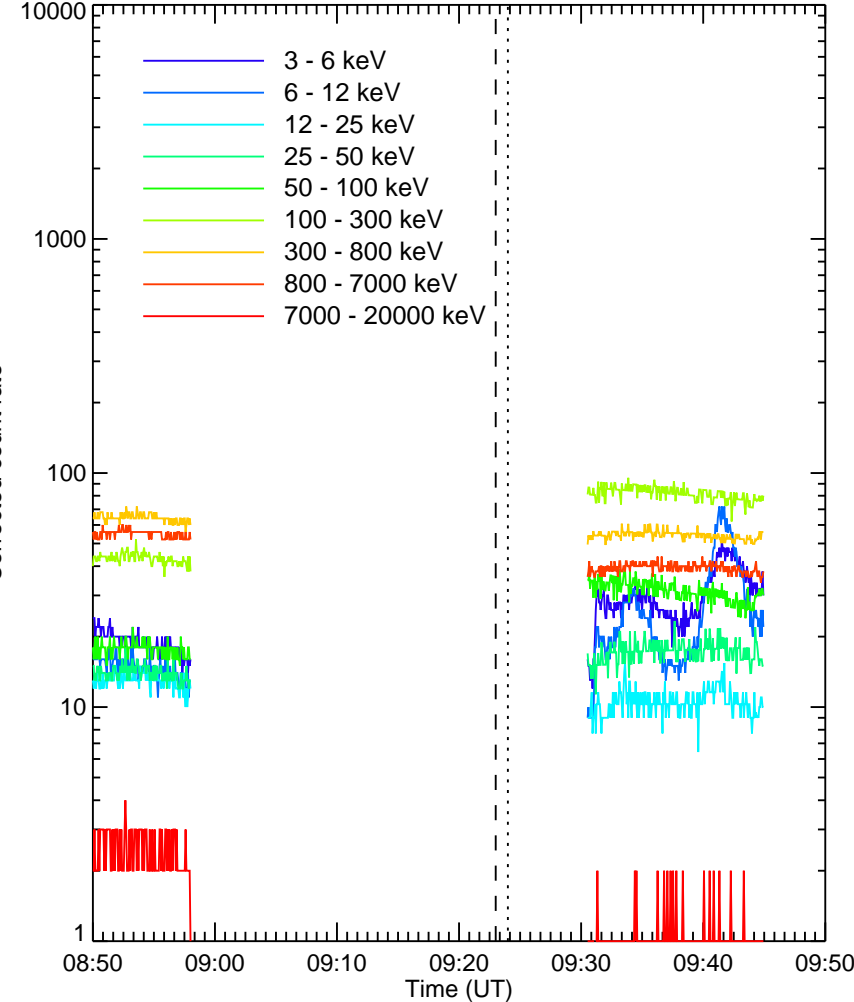 10000
1000
100
10
1
3 - 6 keV
6 - 12 keV
12 - 25 keV
25 - 50 keV
50 - 100 keV
100 - 300 keV
300 - 800 keV
800 - 7000 keV
7000 - 20000 keV
08:50 09:00 09:10 09:20 09:30 09:40 09:50
Time (UT)